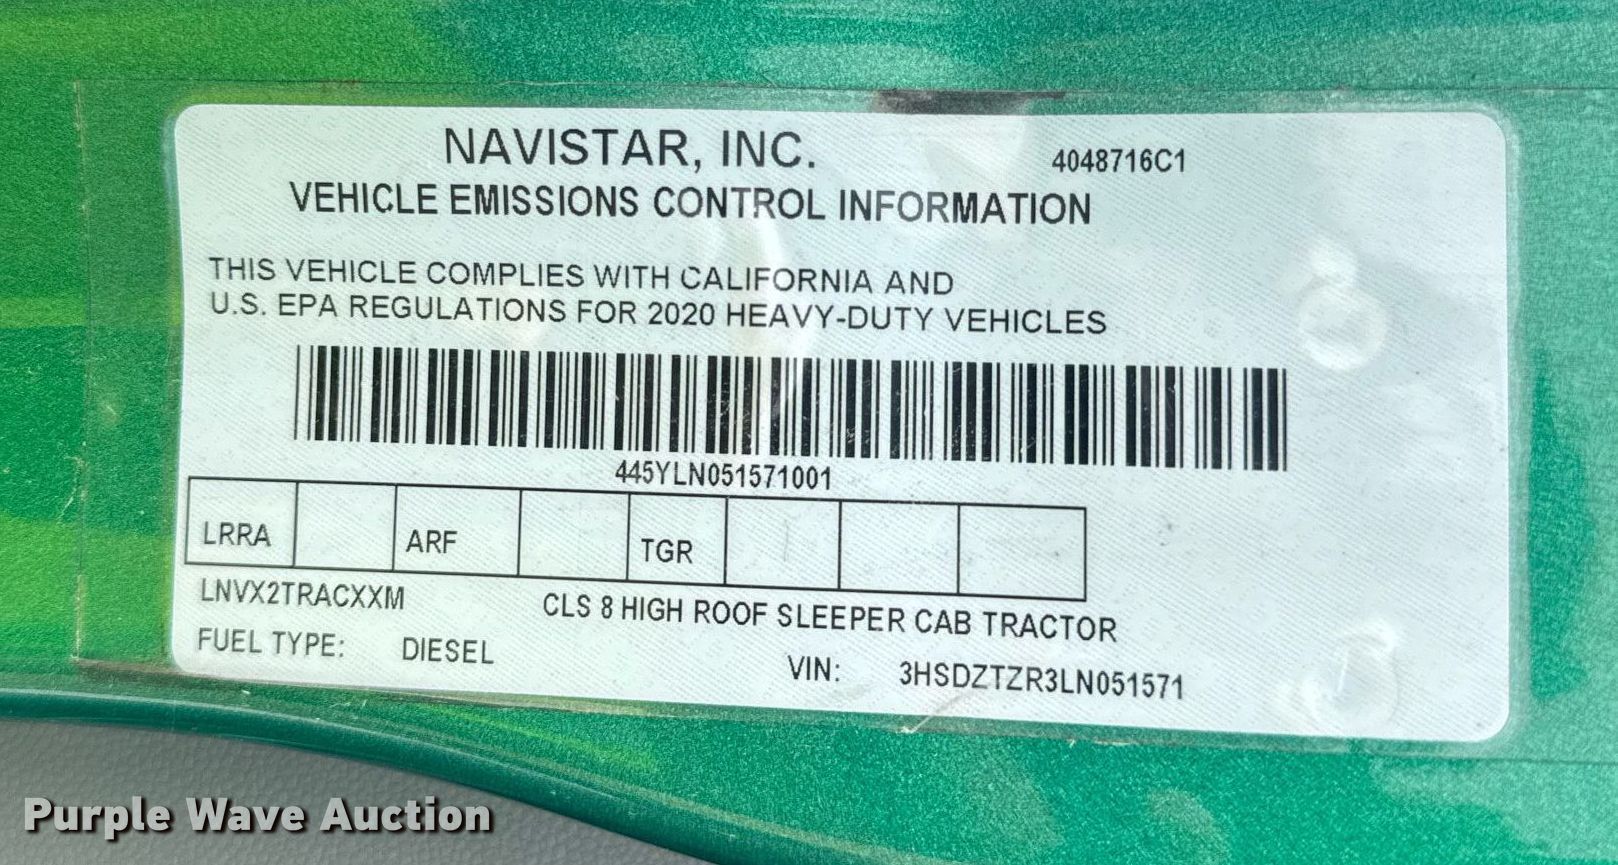 NAVISTAR, INC.
4048716C1
VEHICLE EMISSIONS CONTROL INFORMATION
THIS VEHICLE COMPLIES WITH CALIFORNIA AND
U.S. EPA REGULATIONS FOR 2020 HEAVY-DUTY VEHICLES
445YLN051571001
LRRA ARF TGR
LNVX2TRACXXM CLS 8 HIGH ROOF SLEEPER CAB TRACTOR
FUEL TYPE: DIESEL VIN: 3HSDZTZR3LN051571
Purple Wave Auction